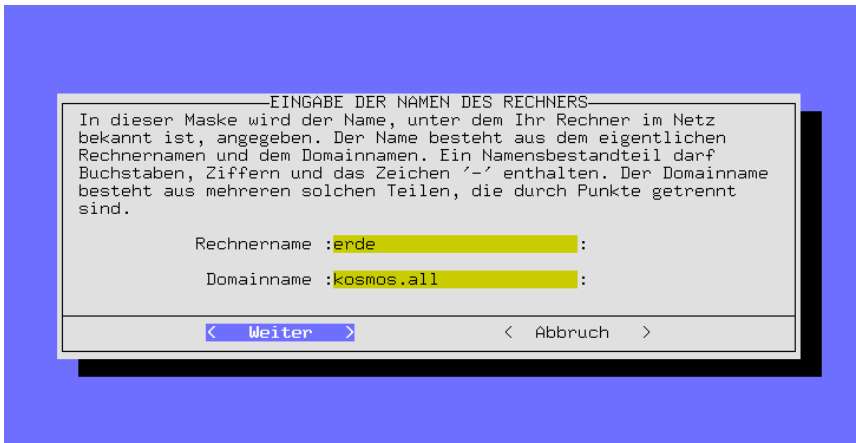 EINGABE DER NAMEN DES RECHNERS
In dieser Maske wird der Name, unter dem Ihr Rechner im Netz
bekannt ist, angegeben. Der Name besteht aus dem eigentlichen
Rechnernamen und dem Domainnamen. Ein Namensbestandteil darf
Buchstaben, Ziffern und das Zeichen ′-′ enthalten. Der Domainname
besteht aus mehreren solchen Teilen, die durch Punkte getrennt
sind.
Rechnername :erde :
Domainname :kosmos.all :
< Weiter > < Abbruch >